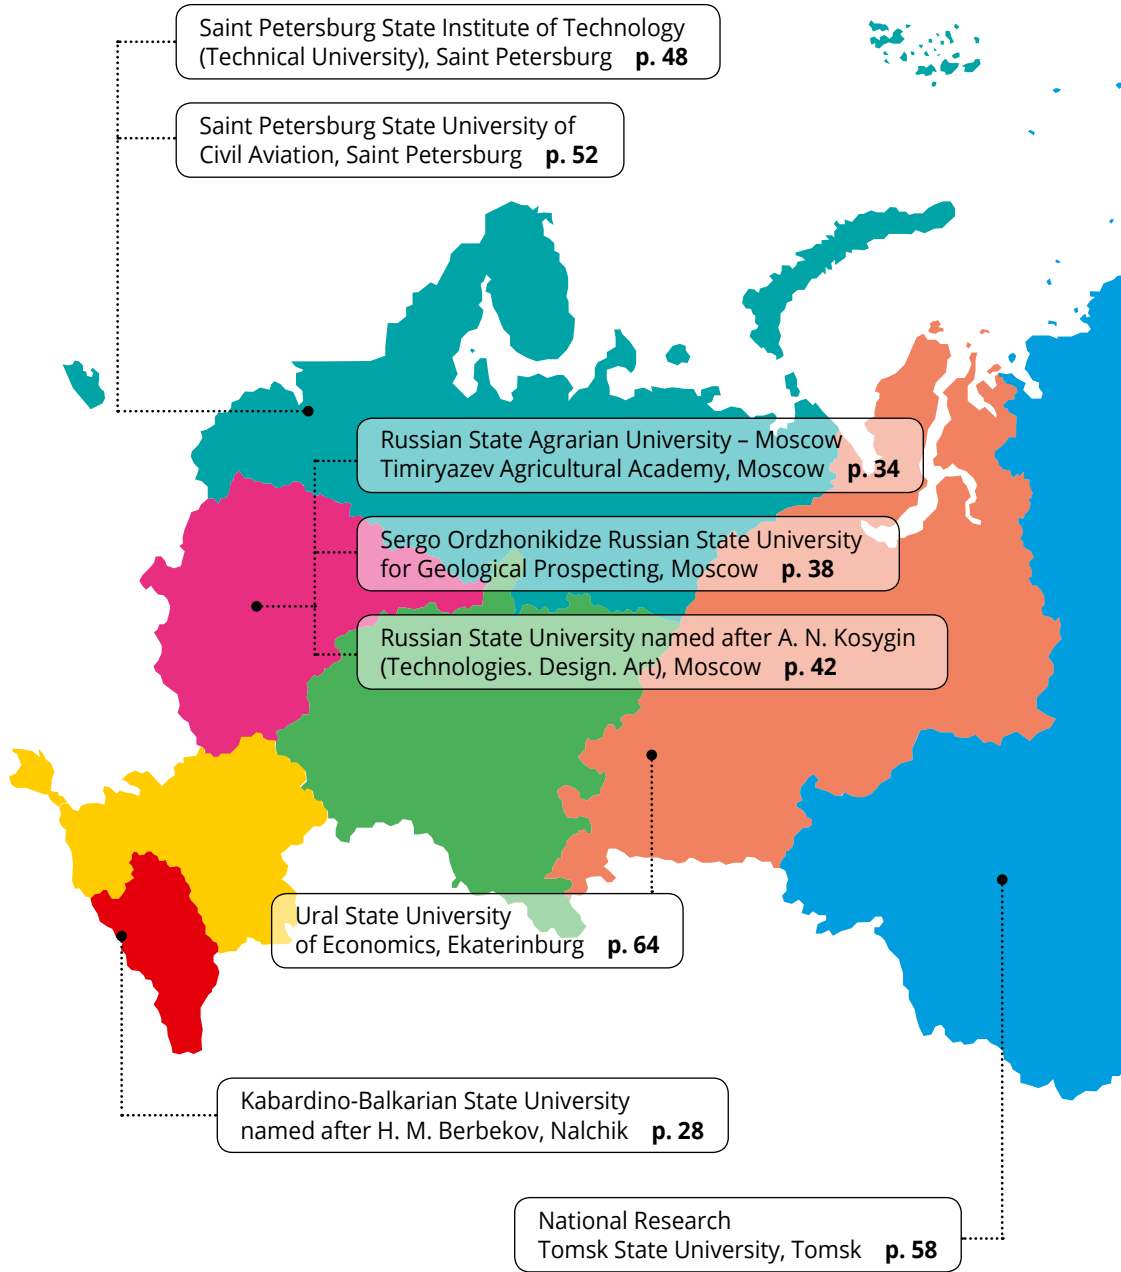 Saint Petersburg State Institute of Technology
(Technical University), Saint Petersburg p. 48
Saint Petersburg State University of
Civil Aviation, Saint Petersburg p. 52
Russian State Agrarian University – Moscow
Timiryazev Agricultural Academy, Moscow p. 34
Sergo Ordzhonikidze Russian State University
for Geological Prospecting, Moscow p. 38
Russian State University named after A. N. Kosygin
(Technologies. Design. Art), Moscow p. 42
Ural State University
of Economics, Ekaterinburg p. 64
Kabardino-Balkarian State University
named after H. M. Berbekov, Nalchik p. 28
National Research
Tomsk State University, Tomsk p. 58